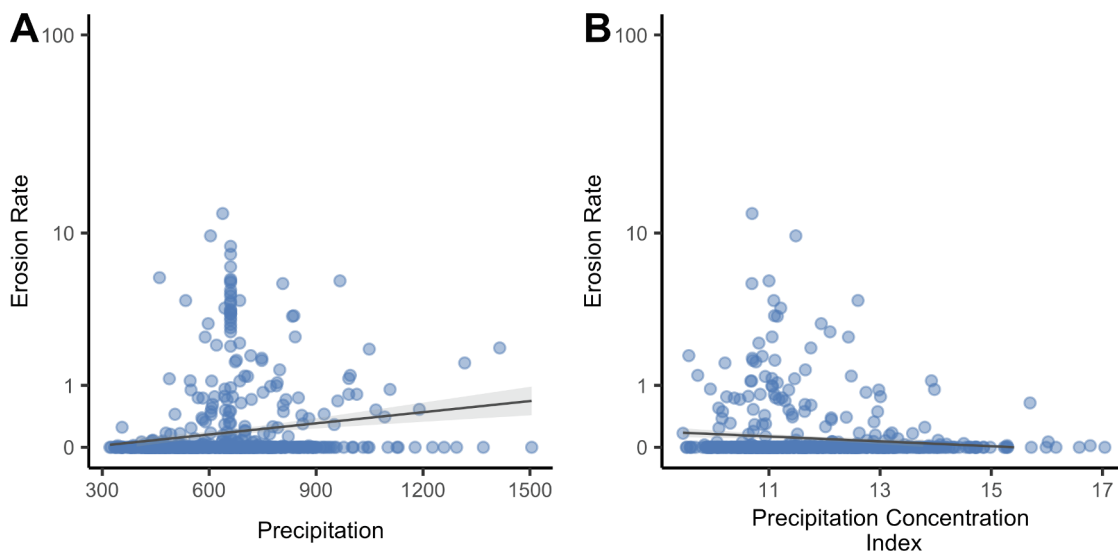 A
100
10
1
0
Erosion Rate
300 600 900 1200 1500
Precipitation
B
100
10
1
0
Erosion Rate
11 13 15 17
Precipitation Concentration
Index